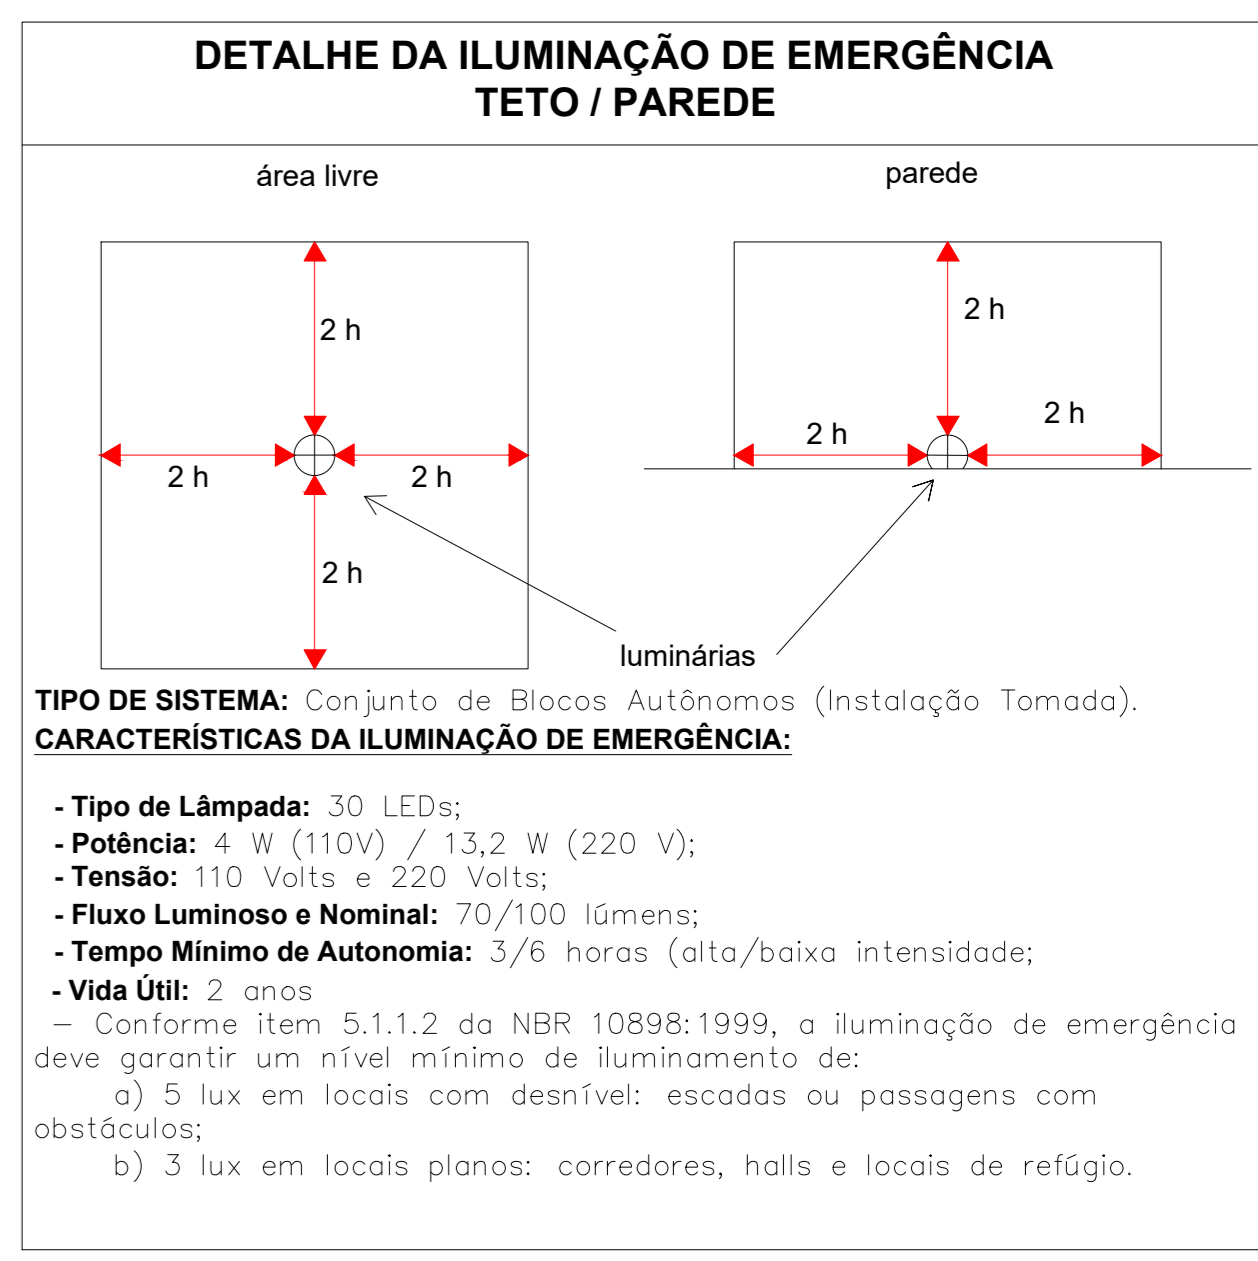 DETALHE DA ILUMINAÇÃO DE EMERGÊNCIA
TETO / PAREDE
área livre
parede
2 h
2 h
2 h
2 h
2 h
2 h
2 h
luminárias
TIPO DE SISTEMA: Conjunto de Blocos Autônomos (Instalação Tomada).
CARACTERÍSTICAS DA ILUMINAÇÃO DE EMERGÊNCIA:
- Tipo de Lâmpada: 30 LEDs;
- Potência: 4 W (110V) / 13,2 W (220 V);
- Tensão: 110 Volts e 220 Volts;
- Fluxo Luminoso e Nominal: 70/100 lúmens;
- Tempo Mínimo de Autonomia: 3/6 horas (alta/baixa intensidade;
- Vida Útil: 2 anos
– Conforme item 5.1.1.2 da NBR 10898:1999, a iluminação de emergência
deve garantir um nível mínimo de iluminamento de:
a) 5 lux em locais com desnível: escadas ou passagens com
obstáculos;
b) 3 lux em locais planos: corredores, halls e locais de refúgio.